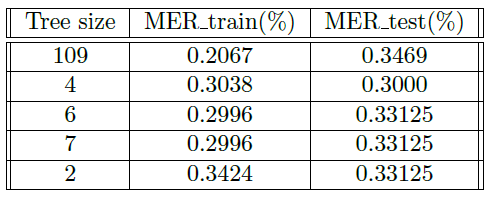 Tree size MER_train(%) MER_test(%)
109 0.2067 0.3469
4 0.3038 0.3000
6 0.2996 0.33125
7 0.2996 0.33125
2 0.3424 0.33125